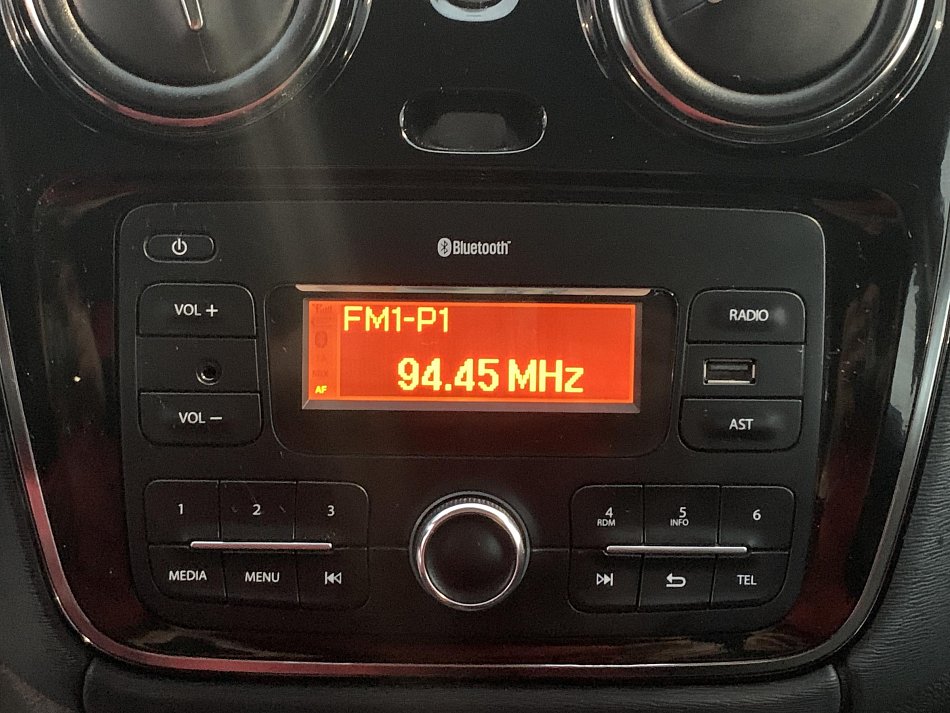 Bluetooth
VOL +
VOL −
FM1-P1
94.45 MHz
AF
RADIO
AST
1
2
3
MEDIA
MENU
4
RDM
5
INFO
6
TEL